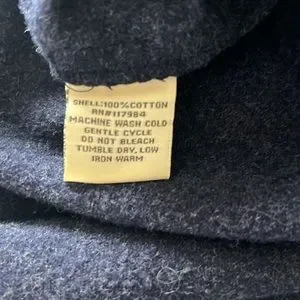 SHELL:100%COTTON
RN#117984
MACHINE WASH COLD
GENTLE CYCLE
DO NOT BLEACH
TUMBLE DRY, LOW
IRON WARM